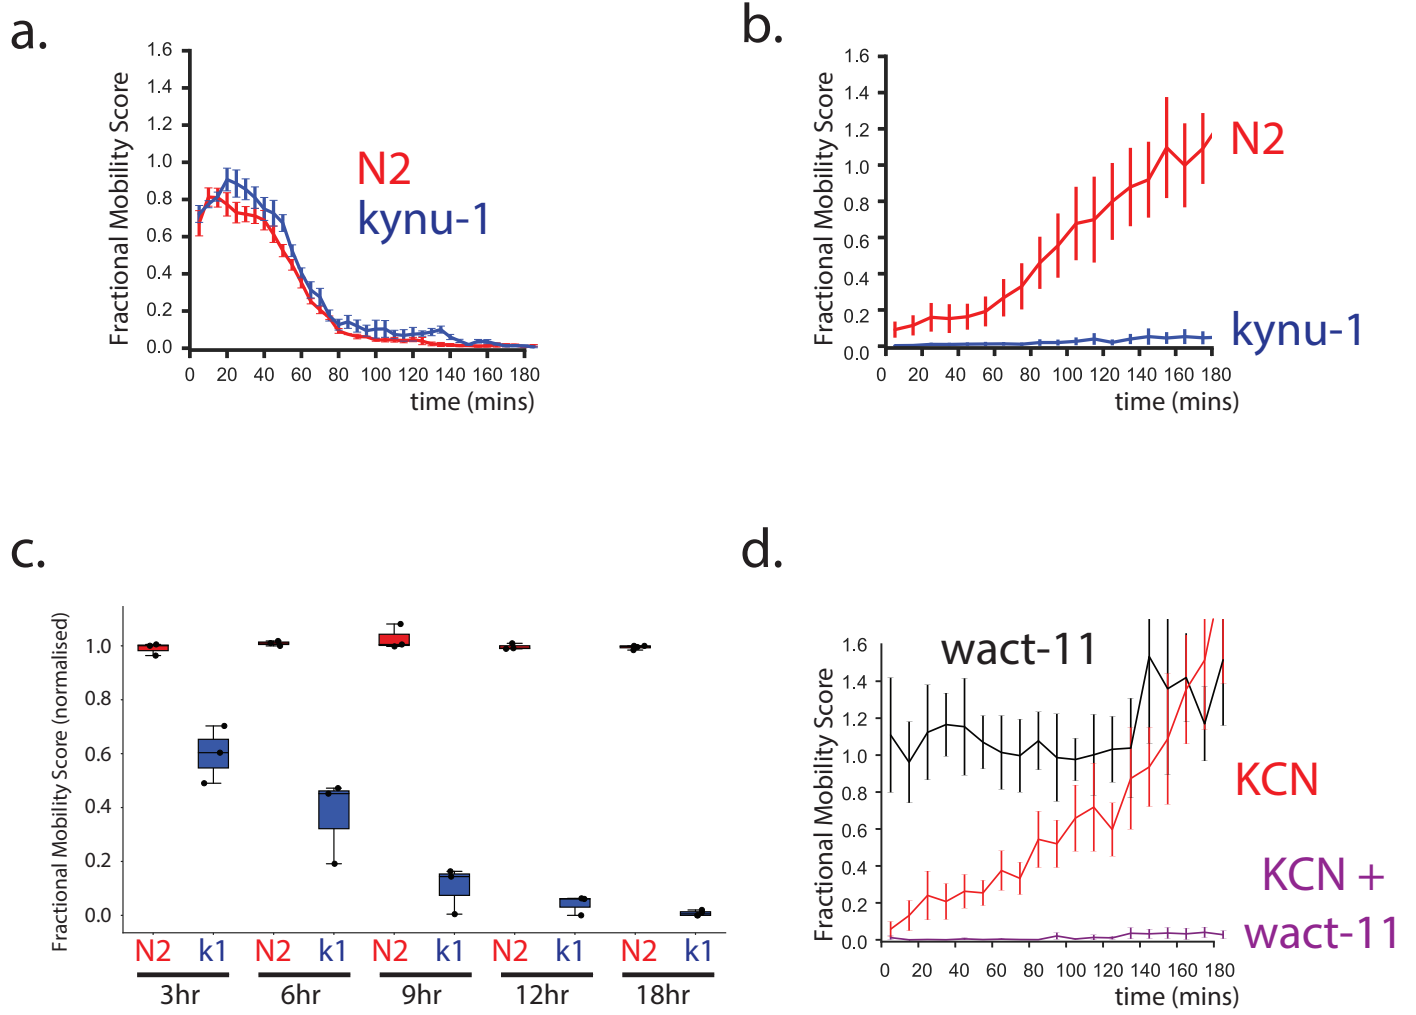 a.
Fractional Mobility Score
1.6
1.4
1.2
1.0
0.8
0.6
0.4
0.2
0.0
N2
kynu-1
0 20 40 60 80 100 120 140 160 180
time (mins)
b.
Fractional Mobility Score
1.6
1.4
1.2
1.0
0.8
0.6
0.4
0.2
0.0
N2
kynu-1
0 20 40 60 80 100 120 140 160 180
time (mins)
c.
Fractional Mobility Score (normalised)
1.0
0.8
0.6
0.4
0.2
0.0
N2 k1 N2 k1 N2 k1 N2 k1 N2 k1
3hr 6hr 9hr 12hr 18hr
d.
Fractional Mobility Score
1.6
1.4
1.2
1.0
0.8
0.6
0.4
0.2
0.0
wact-11
KCN
KCN +
wact-11
0 20 40 60 80 100 120 140 160 180
time (mins)